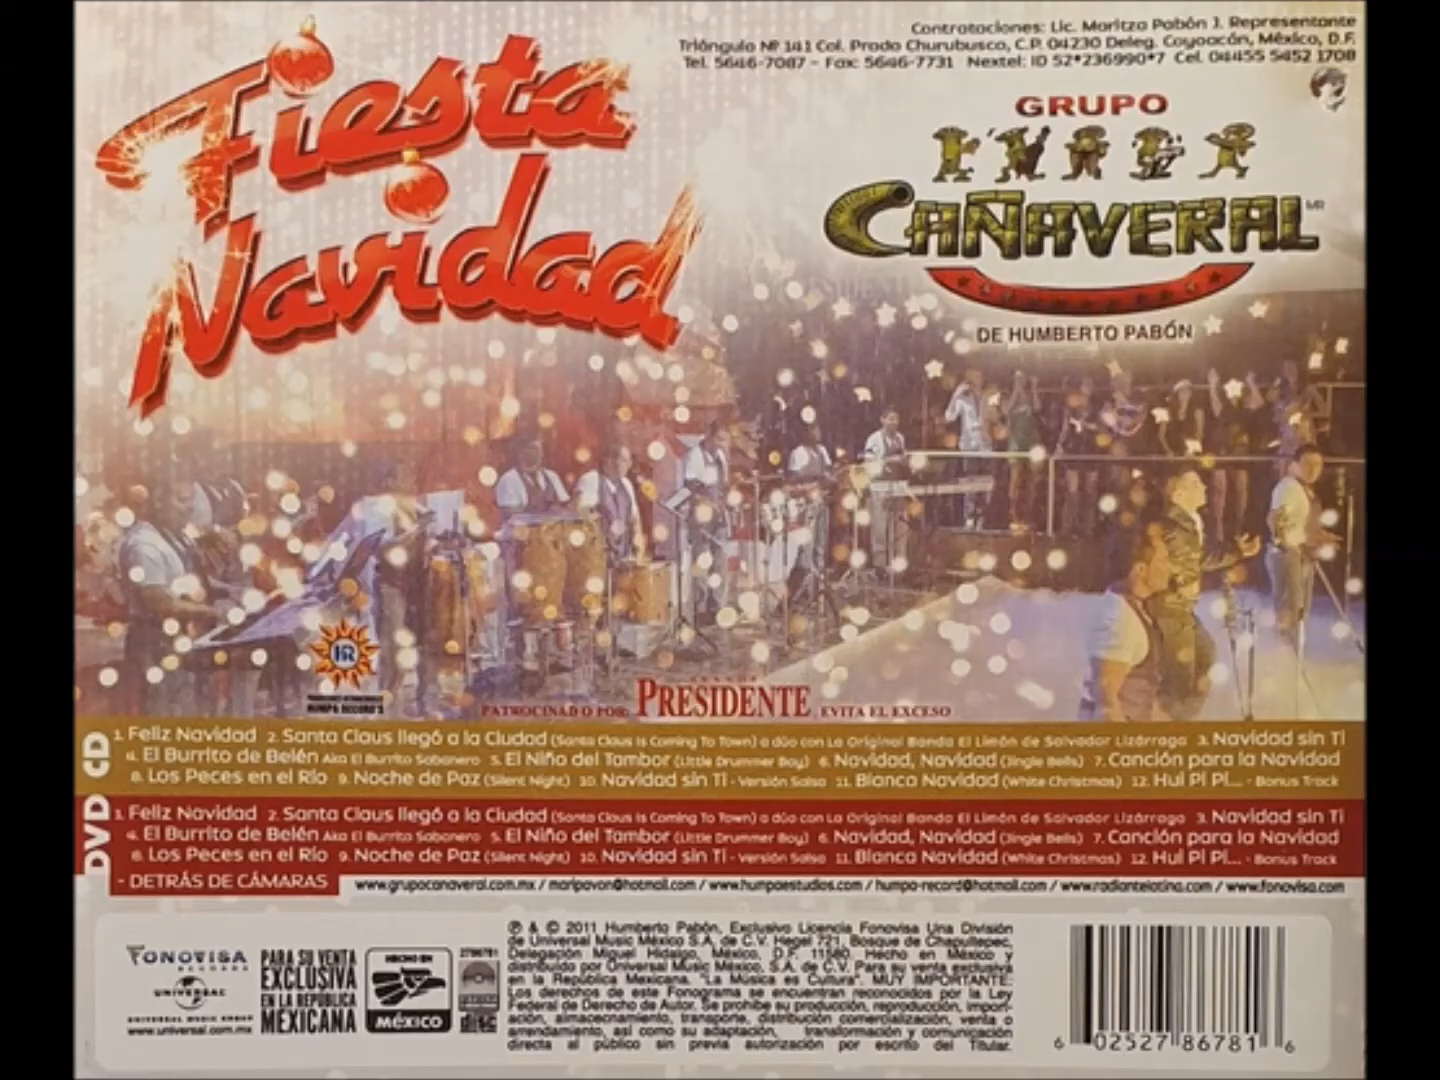 Contrataciones: Lic. Maritza Pabón J. Representante
Triángulo Nº 141 Col. Prado Churubusco, C.P. 04230 Deleg. Coyoacán, México, D.F.
Tel. 5646-7087 - Fax: 5646-7731 Nextel: ID 52*236990*7 Cel. 04455 5452 1708
Fiesta
Navidad
GRUPO
CAÑAVERAL MR
DE HUMBERTO PABÓN
HR
HUMPA RECORD'S
PATROCINADO POR: PRESIDENTE EVITA EL EXCESO
CD
1. Feliz Navidad 2. Santa Claus llegó a la Ciudad (Santa Claus Is Coming To Town) a dúo con La Original Banda El Limón de Salvador Lizárraga 3. Navidad sin Ti
4. El Burrito de Belén Aka El Burrito Sabanero 5. El Niño del Tambor (Little Drummer Boy) 6. Navidad, Navidad (Jingle Bells) 7. Canción para la Navidad
8. Los Peces en el Río 9. Noche de Paz (Silent Night) 10. Navidad sin Ti - Versión Salsa 11. Blanca Navidad (White Christmas) 12. Hui Pi Pi... - Bonus Track
DVD
1. Feliz Navidad 2. Santa Claus llegó a la Ciudad (Santa Claus Is Coming To Town) a dúo con La Original Banda El Limón de Salvador Lizárraga 3. Navidad sin Ti
4. El Burrito de Belén Aka El Burrito Sabanero 5. El Niño del Tambor (Little Drummer Boy) 6. Navidad, Navidad (Jingle Bells) 7. Canción para la Navidad
8. Los Peces en el Río 9. Noche de Paz (Silent Night) 10. Navidad sin Ti - Versión Salsa 11. Blanca Navidad (White Christmas) 12. Hui Pi Pi... - Bonus Track
- DETRÁS DE CÁMARAS
www.grupocanaveral.com.mx / maripavon@hotmail.com / www.humpaestudios.com / humpa-record@hotmail.com / www.radiantelatina.com / www.fonovisa.com
FONOVISA
RECORDS
UNIVERSAL
UNIVERSAL MUSIC GROUP
www.universal.com.mx
PARA SU VENTA
EXCLUSIVA
EN LA REPÚBLICA
MEXICANA
HECHO EN
MÉXICO
2786781
disc
℗ & © 2011 Humberto Pabón, Exclusivo Licencia Fonovisa Una División
de Universal Music México S.A. de C.V. Hegel 721, Bosque de Chapultepec,
Delegación Miguel Hidalgo, México, D.F. 11580. Hecho en México y
distribuido por Universal Music México, S.A. de C.V. Para su venta exclusiva
en la República Mexicana. "La Música es Cultura". MUY IMPORTANTE:
Los derechos de este Fonograma se encuentran reconocidos por la Ley
Federal de Derecho de Autor. Se prohibe su producción, reproducción, impor-
ación, almacenamiento, transporte, distribución comercialización, venta o
arrendamiento, así como su adaptación, transformación y comunicación
directa al público sin previa autorización por escrito del Titular.
6 02527 86781 6